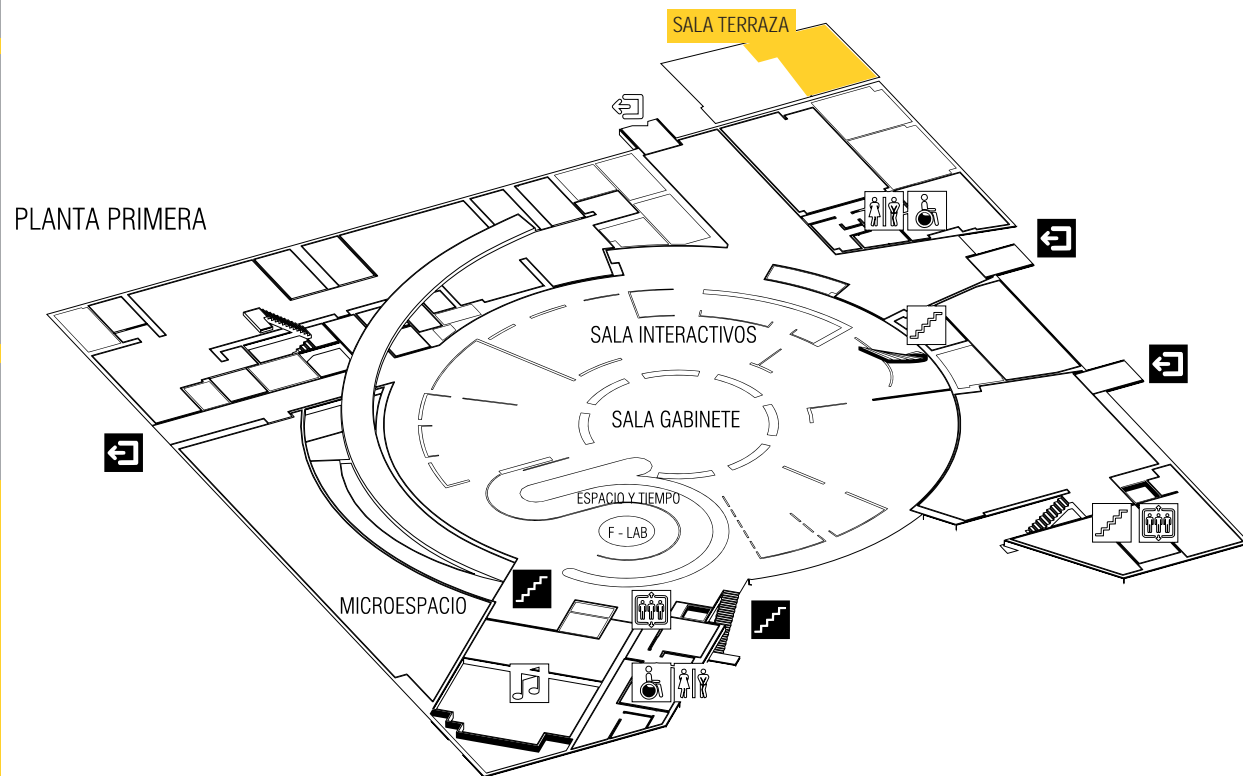 SALA TERRAZA
PLANTA PRIMERA
SALA INTERACTIVOS
SALA GABINETE
ESPACIO Y TIEMPO
F - LAB
MICROESPACIO